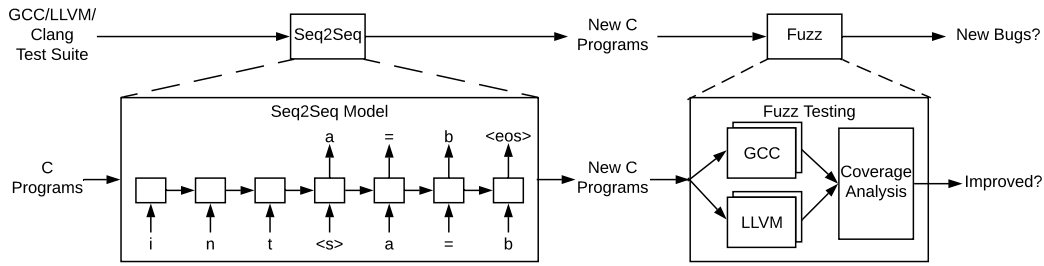 GCC/LLVM/
Clang
Test Suite
Seq2Seq
New C
Programs
Fuzz
New Bugs?
Seq2Seq Model
Fuzz Testing
a = b <eos>
C
Programs
i n t <s> a = b
New C
Programs
GCC
LLVM
Coverage
Analysis
Improved?